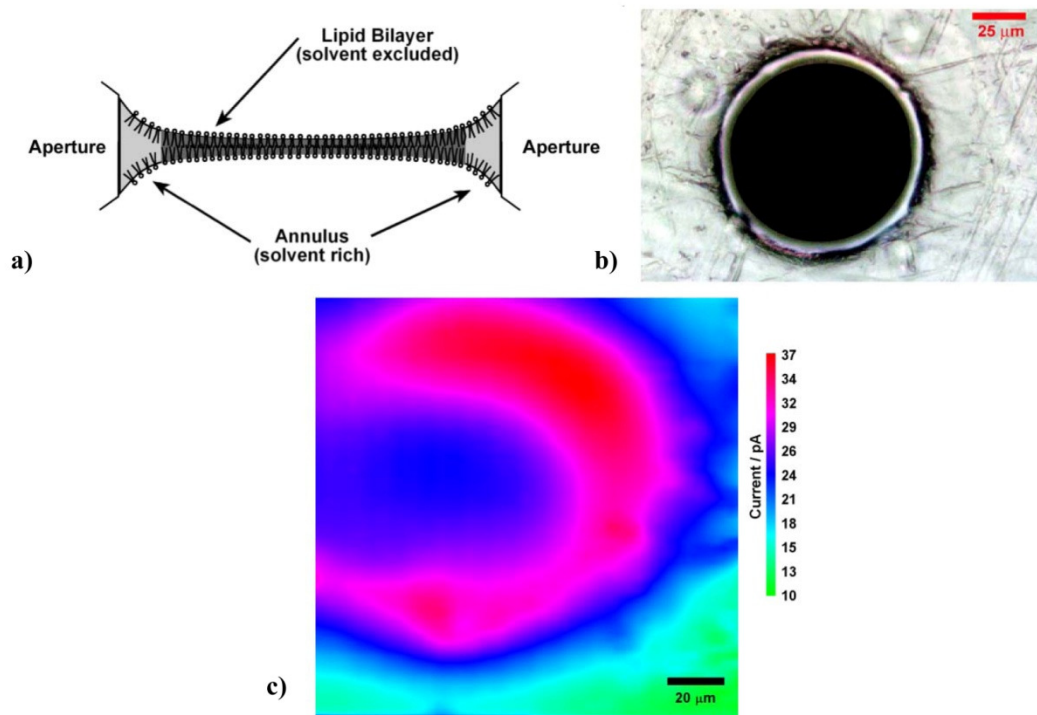 Lipid Bilayer
(solvent excluded)
Aperture
Aperture
Annulus
(solvent rich)
a)
25 μm
b)
37
34
32
29
26
24
21
18
15
13
10
Current / pA
20 μm
c)